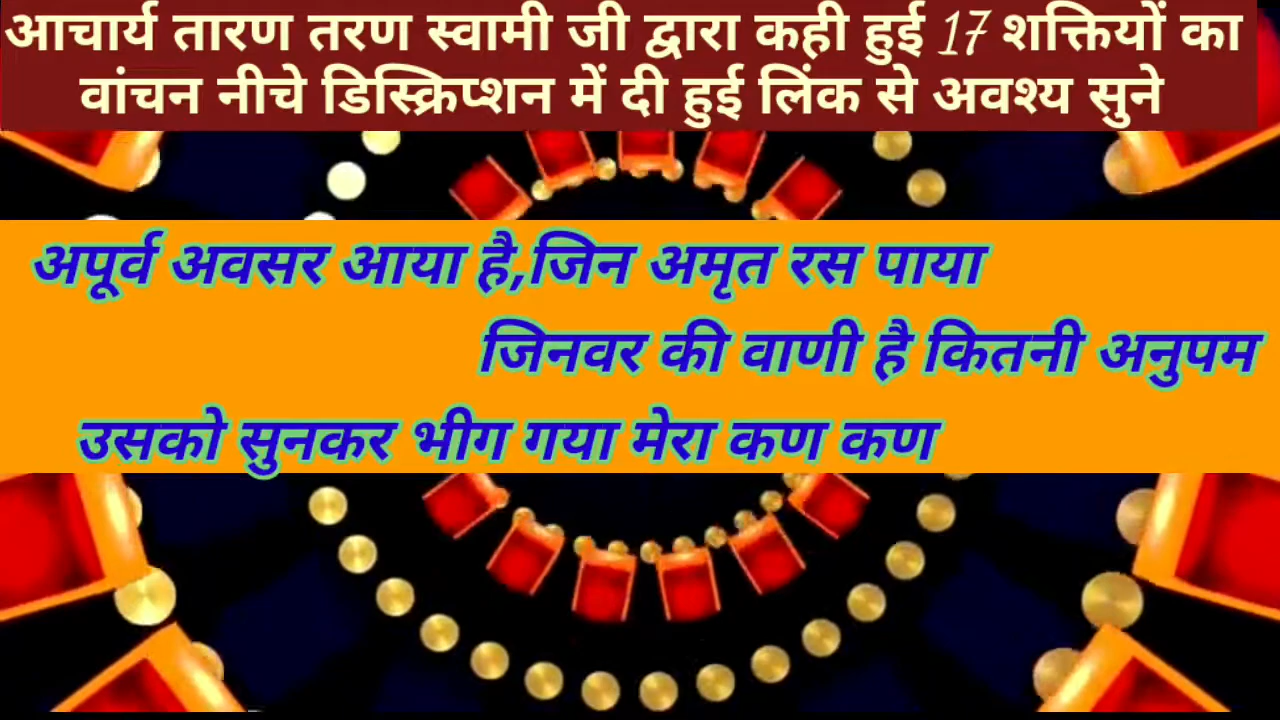 आचार्य तारण तरण स्वामी जी द्वारा कही हुई 17 शक्तियों का
वांचन नीचे डिस्क्रिप्शन में दी हुई लिंक से अवश्य सुने
अपूर्व अवसर आया है,जिन अमृत रस पाया
जिनवर की वाणी है कितनी अनुपम
उसको सुनकर भीग गया मेरा कण कण